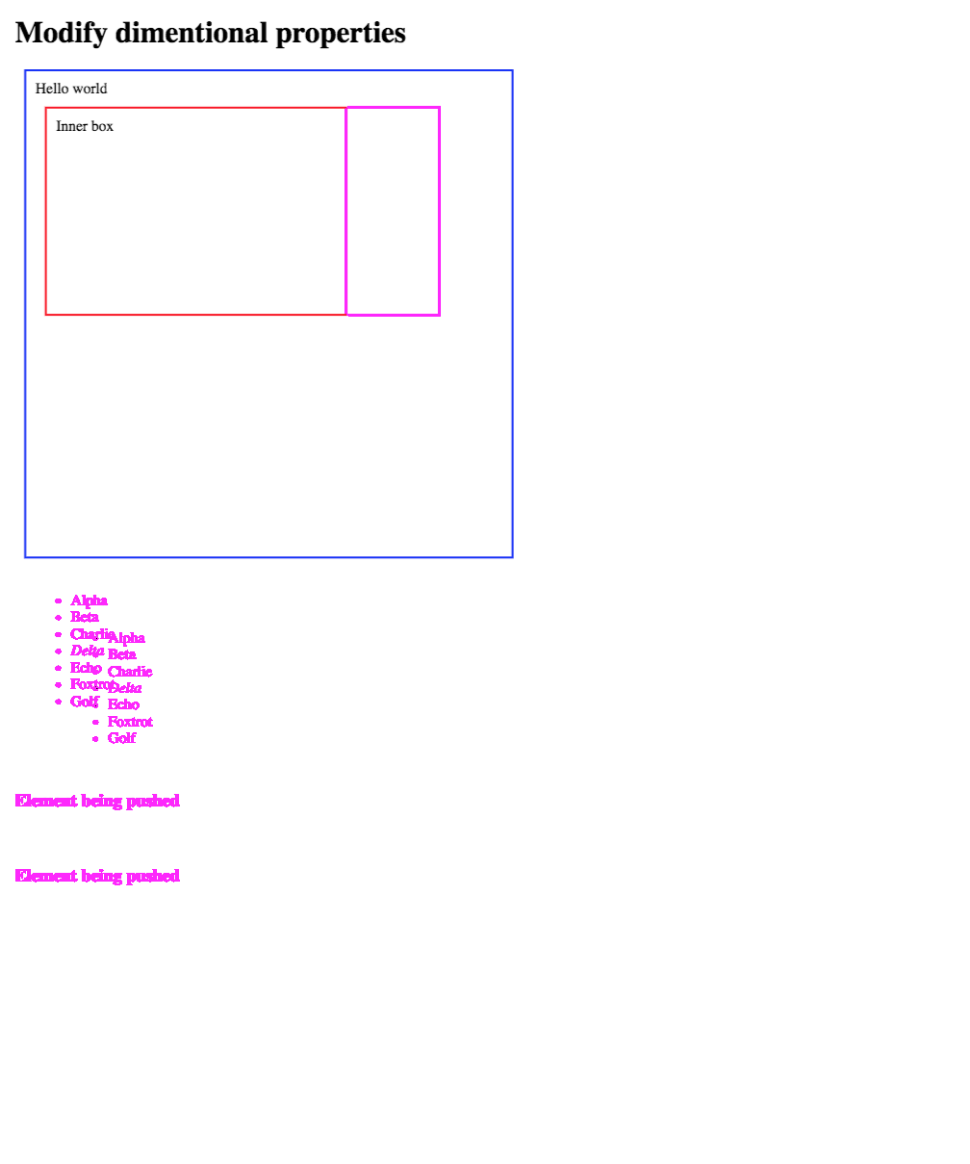 Modify dimentional properties
Hello world
Inner box
Alpha
Beta
Charlie
Delta
Echo
Foxtrot
Golf
Alpha
Beta
Charlie
Delta
Echo
Foxtrot
Golf
Element being pushed
Element being pushed